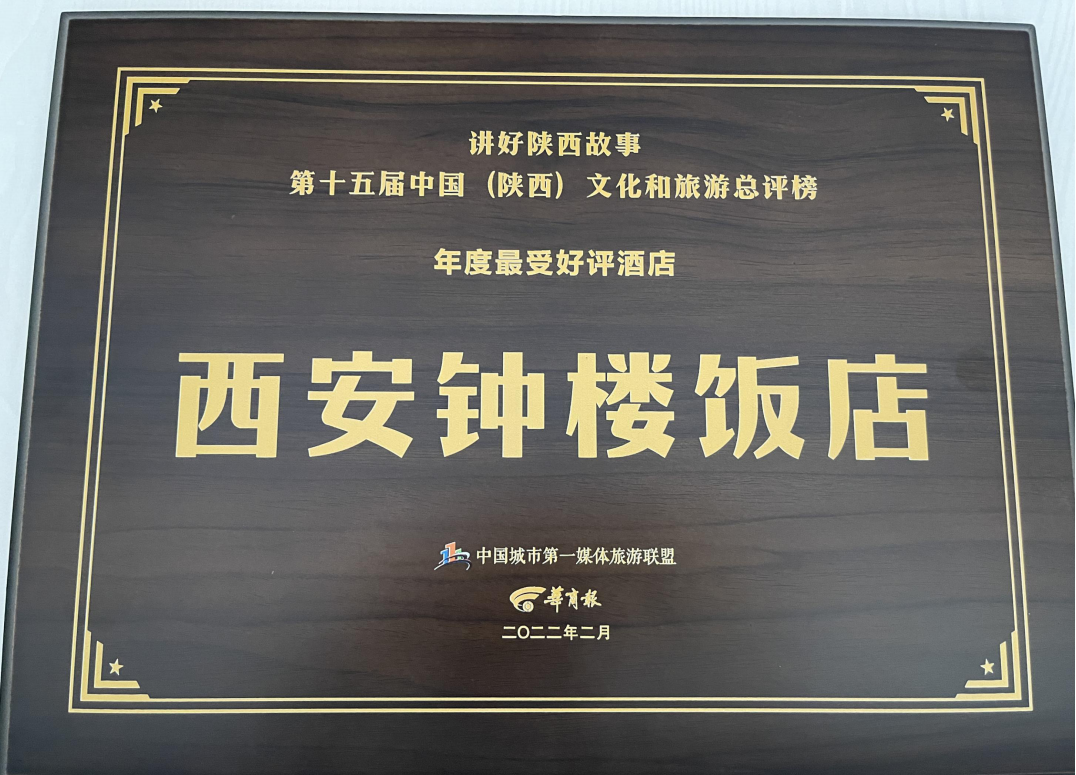 讲好陕西故事
第十五届中国（陕西）文化和旅游总评榜
年度最受好评酒店
西安钟楼饭店
中国城市第一媒体旅游联盟
華商报
二〇二二年二月